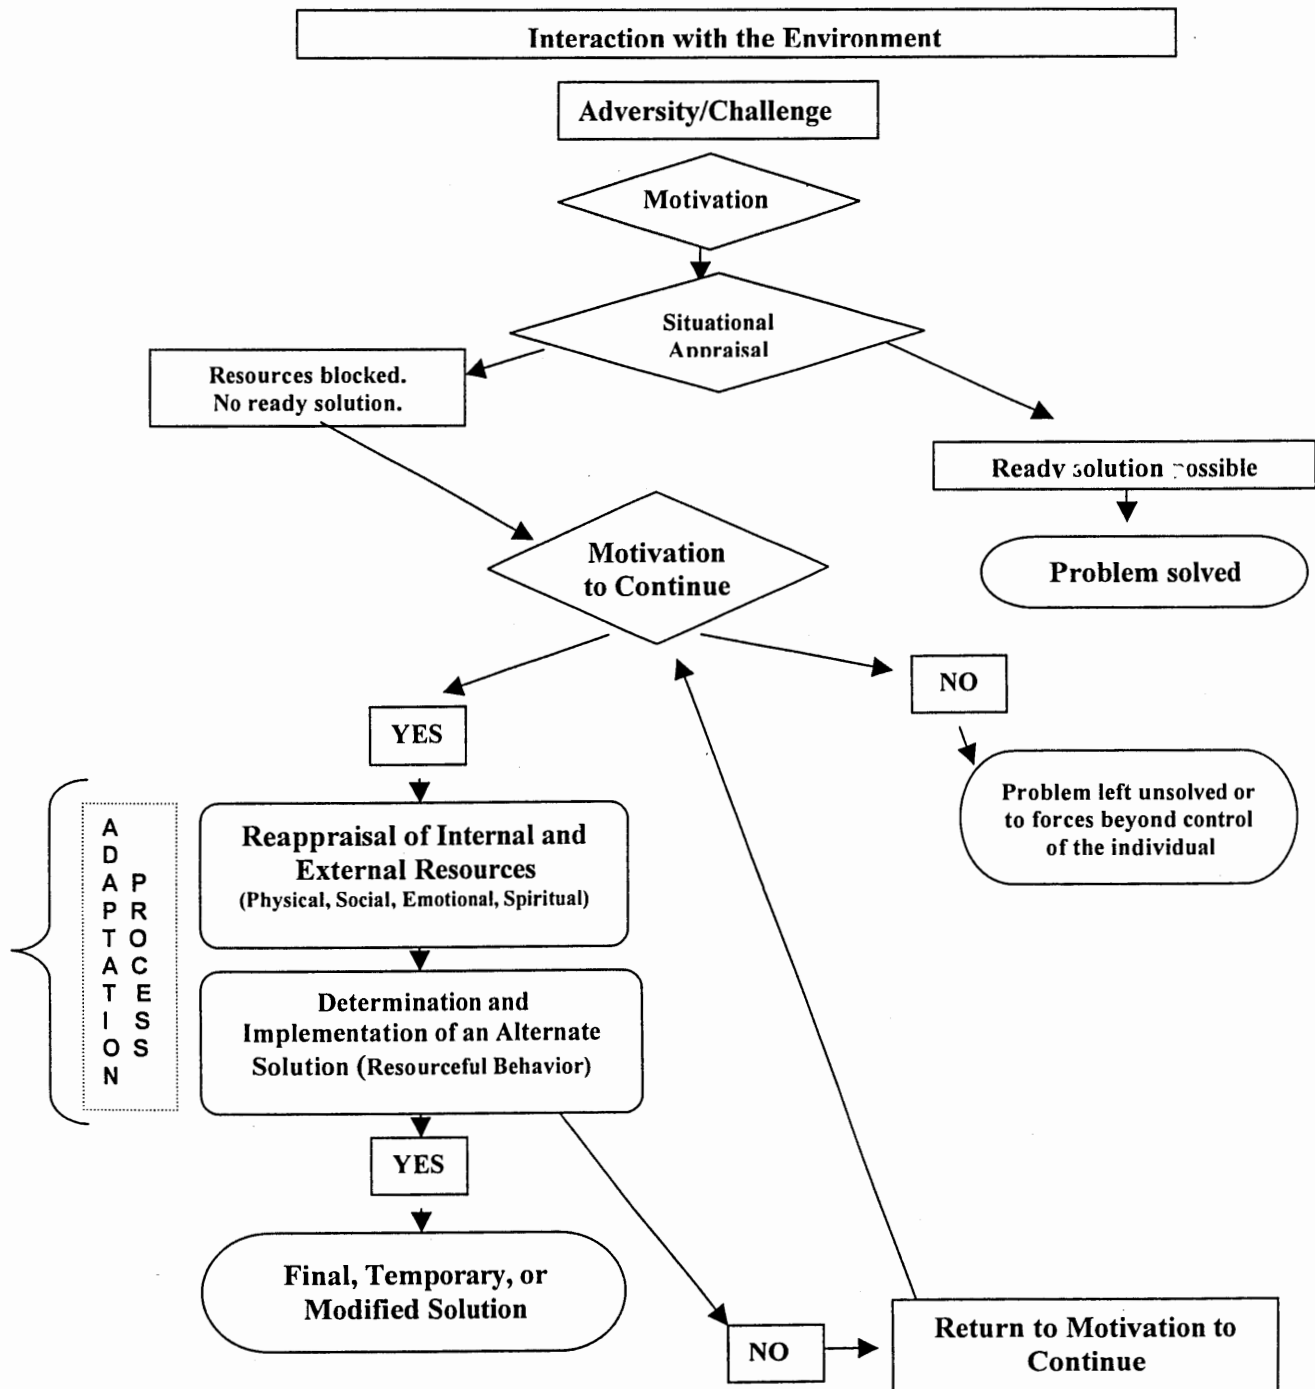 Interaction with the Environment
Adversity/Challenge
Motivation
Situational
Appraisal
Resources blocked.
No ready solution.
Ready solution possible
Problem solved
Motivation
to Continue
NO
YES
Problem left unsolved or
to forces beyond control
of the individual
ADAPTATION
PROCESS
Reappraisal of Internal and
External Resources
(Physical, Social, Emotional, Spiritual)
Determination and
Implementation of an Alternate
Solution (Resourceful Behavior)
YES
Final, Temporary, or
Modified Solution
NO
Return to Motivation to
Continue